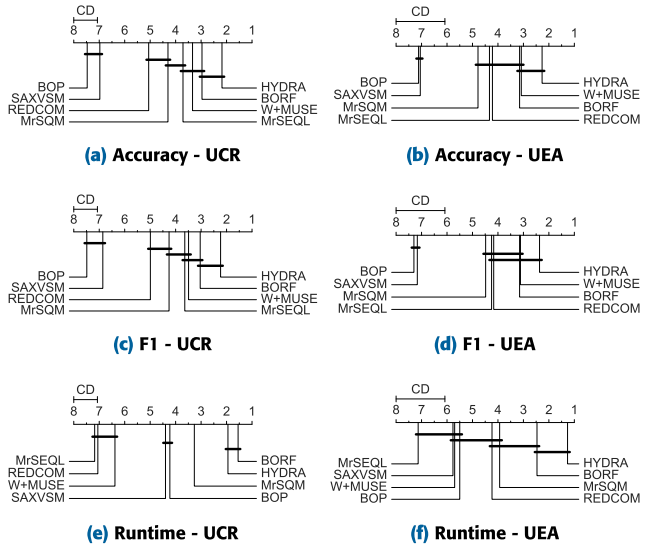 CD
8 7 6 5 4 3 2 1
BOP HYDRA
SAXVSM BORF
REDCOM W+MUSE
MrSQM MrSEQL
(a) Accuracy - UCR
CD
8 7 6 5 4 3 2 1
BOP HYDRA
SAXVSM W+MUSE
MrSQM BORF
MrSEQL REDCOM
(b) Accuracy - UEA
CD
8 7 6 5 4 3 2 1
BOP HYDRA
SAXVSM BORF
REDCOM W+MUSE
MrSQM MrSEQL
(c) F1 - UCR
CD
8 7 6 5 4 3 2 1
BOP HYDRA
SAXVSM W+MUSE
MrSQM BORF
MrSEQL REDCOM
(d) F1 - UEA
CD
8 7 6 5 4 3 2 1
MrSEQL BORF
REDCOM HYDRA
W+MUSE MrSQM
SAXVSM BOP
(e) Runtime - UCR
CD
8 7 6 5 4 3 2 1
MrSEQL HYDRA
SAXVSM BORF
W+MUSE MrSQM
BOP REDCOM
(f) Runtime - UEA